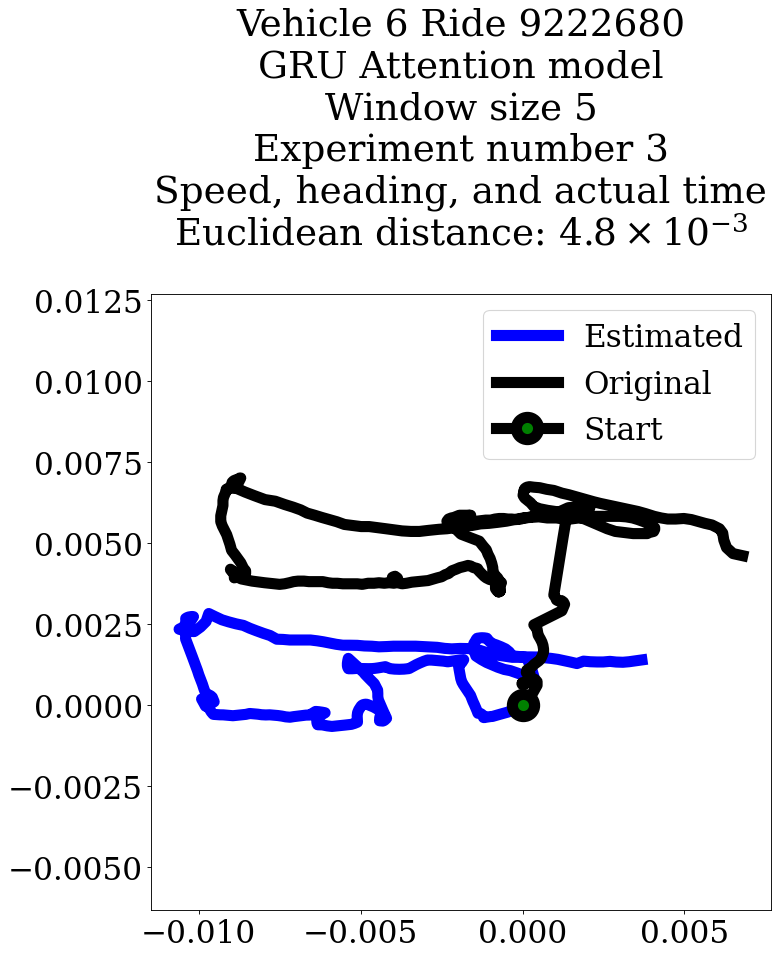 Vehicle 6 Ride 9222680
GRU Attention model
Window size 5
Experiment number 3
Speed, heading, and actual time
Euclidean distance: 4.8 × 10⁻³
0.0125
0.0100
0.0075
0.0050
0.0025
0.0000
−0.0025
−0.0050
Estimated
Original
Start
−0.010
−0.005
0.000
0.005